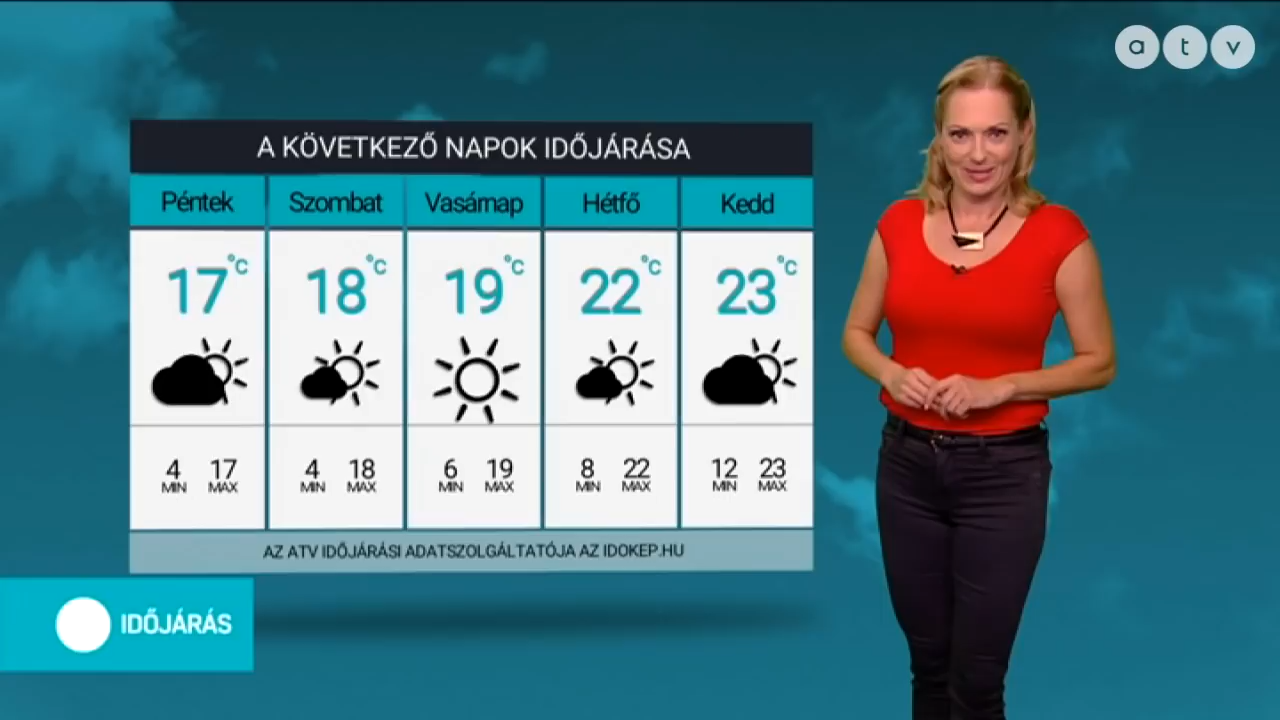 a t v
A KÖVETKEZŐ NAPOK IDŐJÁRÁSA
Péntek Szombat Vasárnap Hétfő Kedd
17°C 18°C 19°C 22°C 23°C
4 17 4 18 6 19 8 22 12 23
MIN MAX MIN MAX MIN MAX MIN MAX MIN MAX
AZ ATV IDŐJÁRÁSI ADATSZOLGÁLTATÓJA AZ IDOKEP.HU
IDŐJÁRÁS